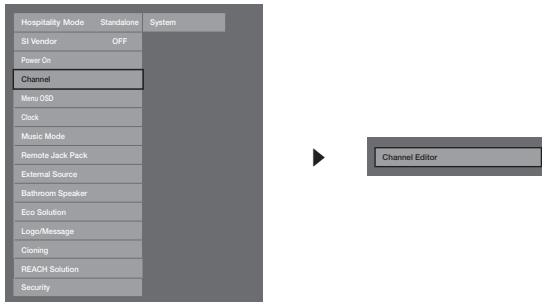 Hospitality Mode Standalone System
SI Vendor OFF
Power On
Channel
Menu OSD
Clock
Music Mode
Remote Jack Pack
External Source
Bathroom Speaker
Eco Solution
Logo/Message
Cloning
REACH Solution
Security
Channel Editor